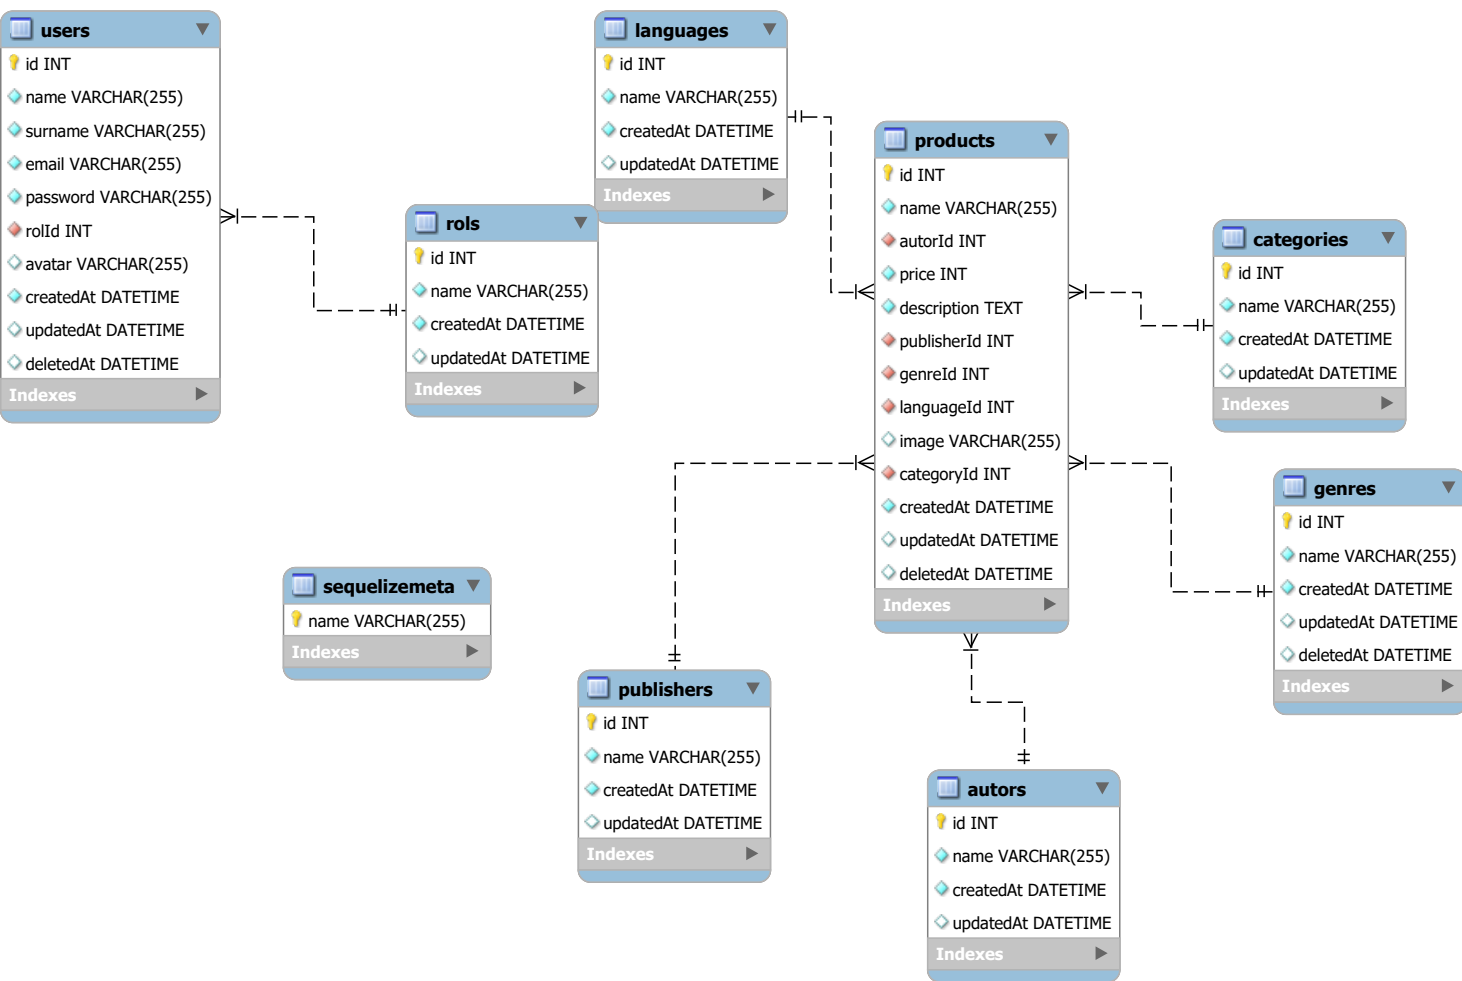 users
id INT
name VARCHAR(255)
surname VARCHAR(255)
email VARCHAR(255)
password VARCHAR(255)
rolId INT
avatar VARCHAR(255)
createdAt DATETIME
updatedAt DATETIME
deletedAt DATETIME
Indexes
rols
id INT
name VARCHAR(255)
createdAt DATETIME
updatedAt DATETIME
Indexes
languages
id INT
name VARCHAR(255)
createdAt DATETIME
updatedAt DATETIME
Indexes
products
id INT
name VARCHAR(255)
autorId INT
price INT
description TEXT
publisherId INT
genreId INT
languageId INT
image VARCHAR(255)
categoryId INT
createdAt DATETIME
updatedAt DATETIME
deletedAt DATETIME
Indexes
categories
id INT
name VARCHAR(255)
createdAt DATETIME
updatedAt DATETIME
Indexes
genres
id INT
name VARCHAR(255)
createdAt DATETIME
updatedAt DATETIME
deletedAt DATETIME
Indexes
sequelizemeta
name VARCHAR(255)
Indexes
publishers
id INT
name VARCHAR(255)
createdAt DATETIME
updatedAt DATETIME
Indexes
autors
id INT
name VARCHAR(255)
createdAt DATETIME
updatedAt DATETIME
Indexes